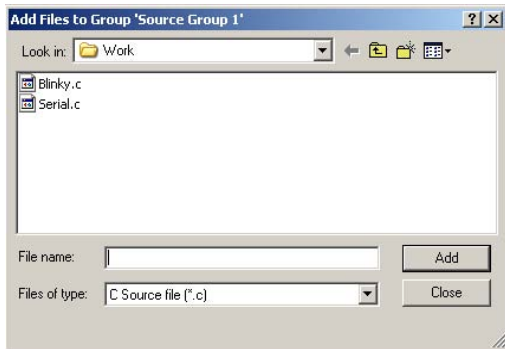 Add Files to Group 'Source Group 1'
Look in: Work
Blinky.c
Serial.c
File name: Add
Files of type: C Source file (*.c) Close